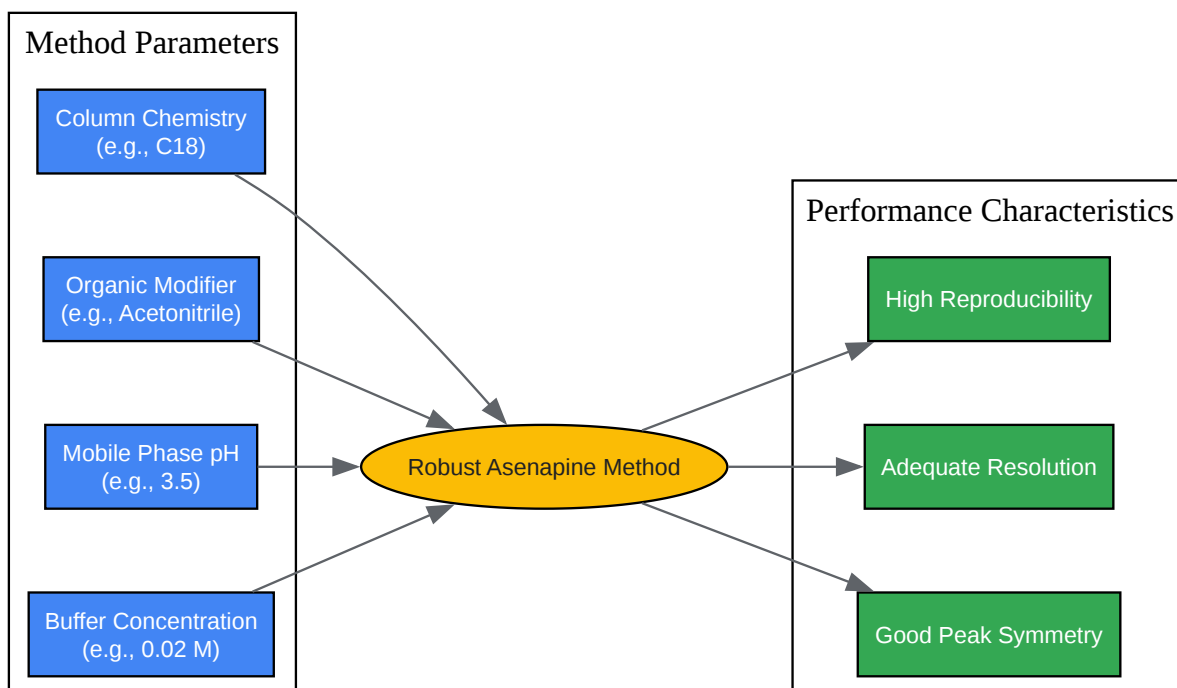 Method Parameters
Column Chemistry
(e.g., C18)
Organic Modifier
(e.g., Acetonitrile)
Mobile Phase pH
(e.g., 3.5)
Buffer Concentration
(e.g., 0.02 M)
Robust Asenapine Method
Performance Characteristics
High Reproducibility
Adequate Resolution
Good Peak Symmetry